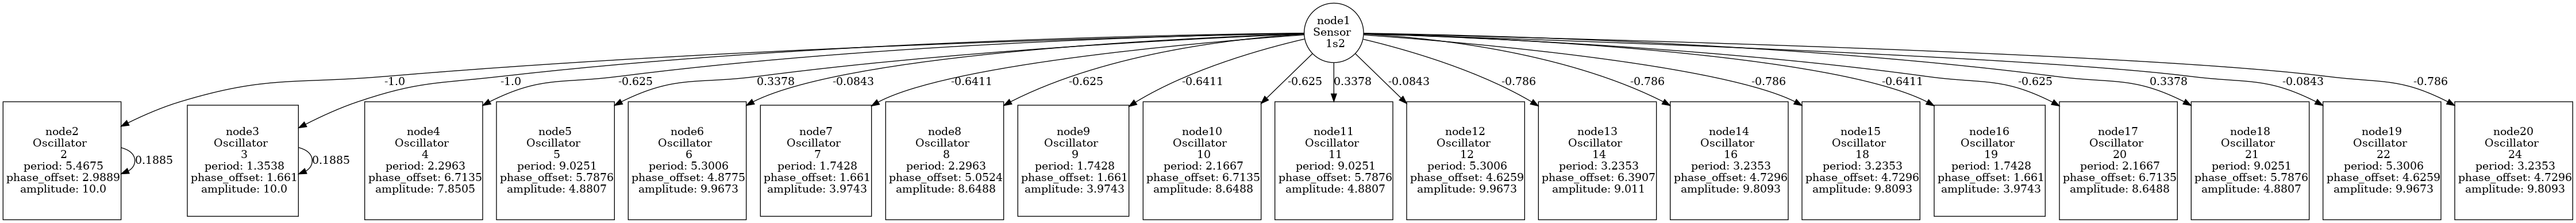 node1
Sensor
1s2
-1.0
-1.0
-0.625
0.3378
-0.0843
-0.6411
-0.625
-0.6411
-0.625
0.3378
-0.0843
-0.786
-0.786
-0.786
-0.6411
-0.625
0.3378
-0.0843
-0.786
node2
Oscillator
2
period: 5.4675
phase_offset: 2.9889
amplitude: 10.0
0.1885
node3
Oscillator
3
period: 1.3538
phase_offset: 1.661
amplitude: 10.0
0.1885
node4
Oscillator
4
period: 2.2963
phase_offset: 6.7135
amplitude: 7.8505
node5
Oscillator
5
period: 9.0251
phase_offset: 5.7876
amplitude: 4.8807
node6
Oscillator
6
period: 5.3006
phase_offset: 4.8775
amplitude: 9.9673
node7
Oscillator
7
period: 1.7428
phase_offset: 1.661
amplitude: 3.9743
node8
Oscillator
8
period: 2.2963
phase_offset: 5.0524
amplitude: 8.6488
node9
Oscillator
9
period: 1.7428
phase_offset: 1.661
amplitude: 3.9743
node10
Oscillator
10
period: 2.1667
phase_offset: 6.7135
amplitude: 8.6488
node11
Oscillator
11
period: 9.0251
phase_offset: 5.7876
amplitude: 4.8807
node12
Oscillator
12
period: 5.3006
phase_offset: 4.6259
amplitude: 9.9673
node13
Oscillator
14
period: 3.2353
phase_offset: 6.3907
amplitude: 9.011
node14
Oscillator
16
period: 3.2353
phase_offset: 4.7296
amplitude: 9.8093
node15
Oscillator
18
period: 3.2353
phase_offset: 4.7296
amplitude: 9.8093
node16
Oscillator
19
period: 1.7428
phase_offset: 1.661
amplitude: 3.9743
node17
Oscillator
20
period: 2.1667
phase_offset: 6.7135
amplitude: 8.6488
node18
Oscillator
21
period: 9.0251
phase_offset: 5.7876
amplitude: 4.8807
node19
Oscillator
22
period: 5.3006
phase_offset: 4.6259
amplitude: 9.9673
node20
Oscillator
24
period: 3.2353
phase_offset: 4.7296
amplitude: 9.8093